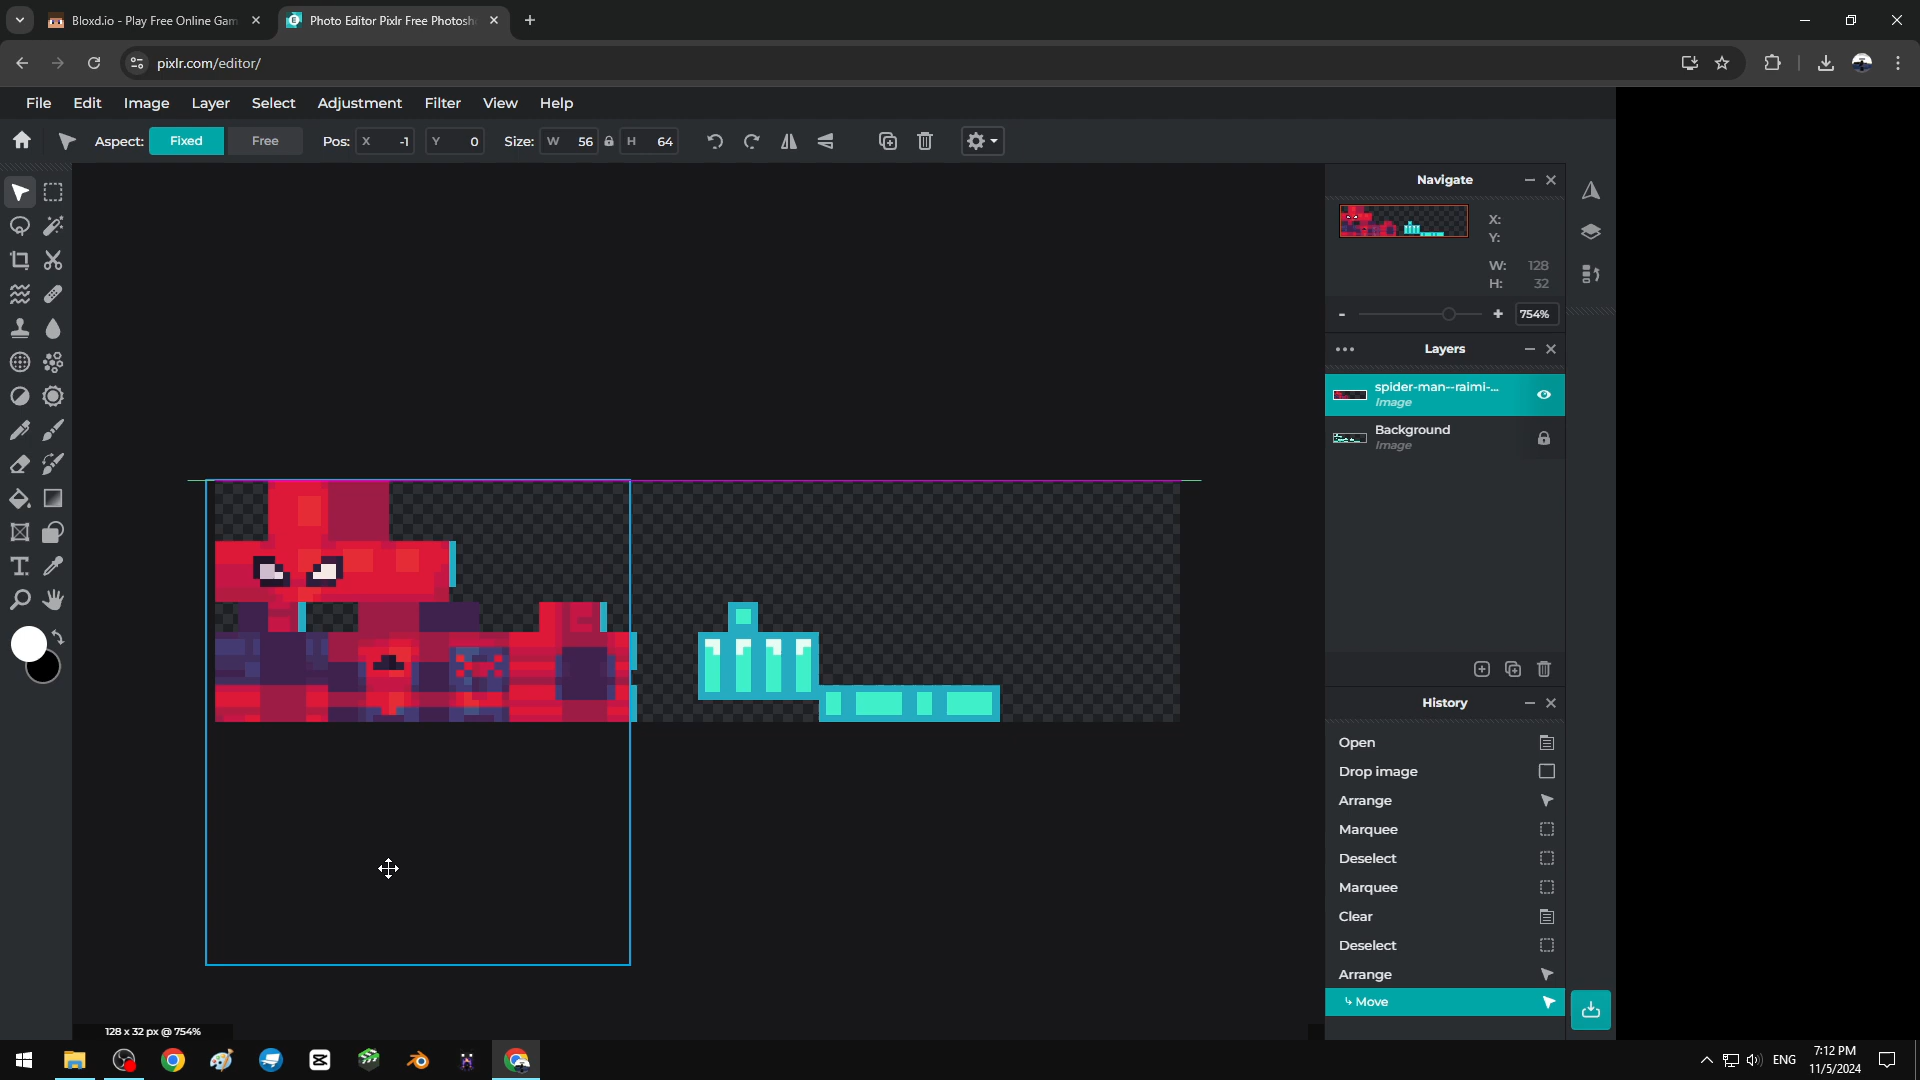 Bloxd.io - Play Free Online Gam
Photo Editor Pixlr Free Photosh
pixlr.com/editor/
File Edit Image Layer Select Adjustment Filter View Help
Aspect: Fixed Free Pos: X -1 Y 0 Size: W 56 H 64
Navigate
X:
Y:
W: 128
H: 32
- + 754%
Layers
spider-man--raimi-...
Image
Background
Image
History
Open
Drop image
Arrange
Marquee
Deselect
Marquee
Clear
Deselect
Arrange
Move
128 x 32 px @ 754%
ENG
7:12 PM
11/5/2024